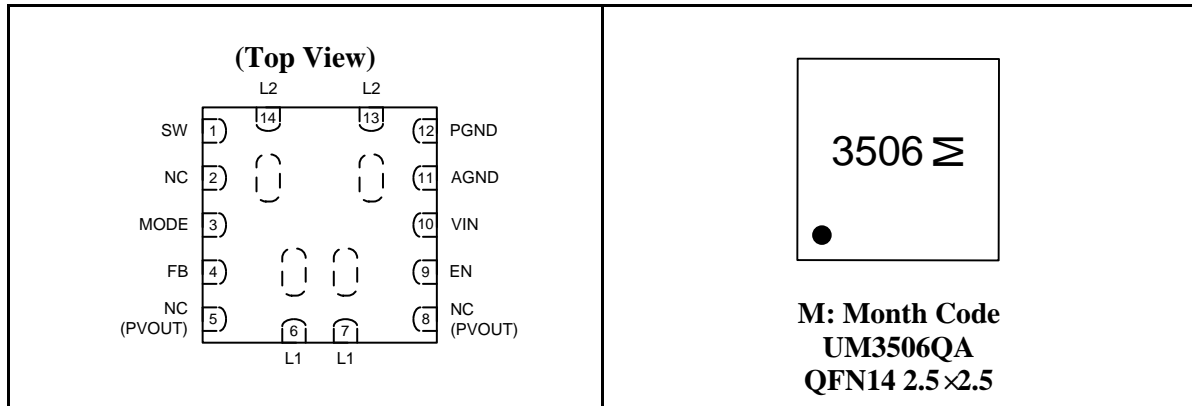 (Top View)
L2 L2
14 13
SW 1 12 PGND
NC 2 11 AGND
MODE 3 10 VIN
FB 4 9 EN
NC (PVOUT) 5 8 NC (PVOUT)
6 7
L1 L1
3506 M
M: Month Code
UM3506QA
QFN14 2.5×2.5